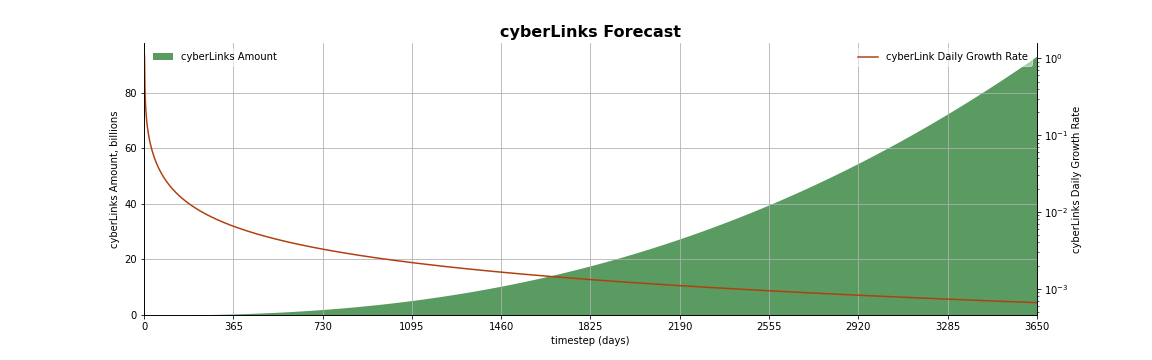 cyberLinks Forecast
cyberLinks Amount
cyberLink Daily Growth Rate
cyberLinks Amount, billions
80
60
40
20
0
10⁰
10⁻¹
10⁻²
10⁻³
cyberLinks Daily Growth Rate
0 365 730 1095 1460 1825 2190 2555 2920 3285 3650
timestep (days)